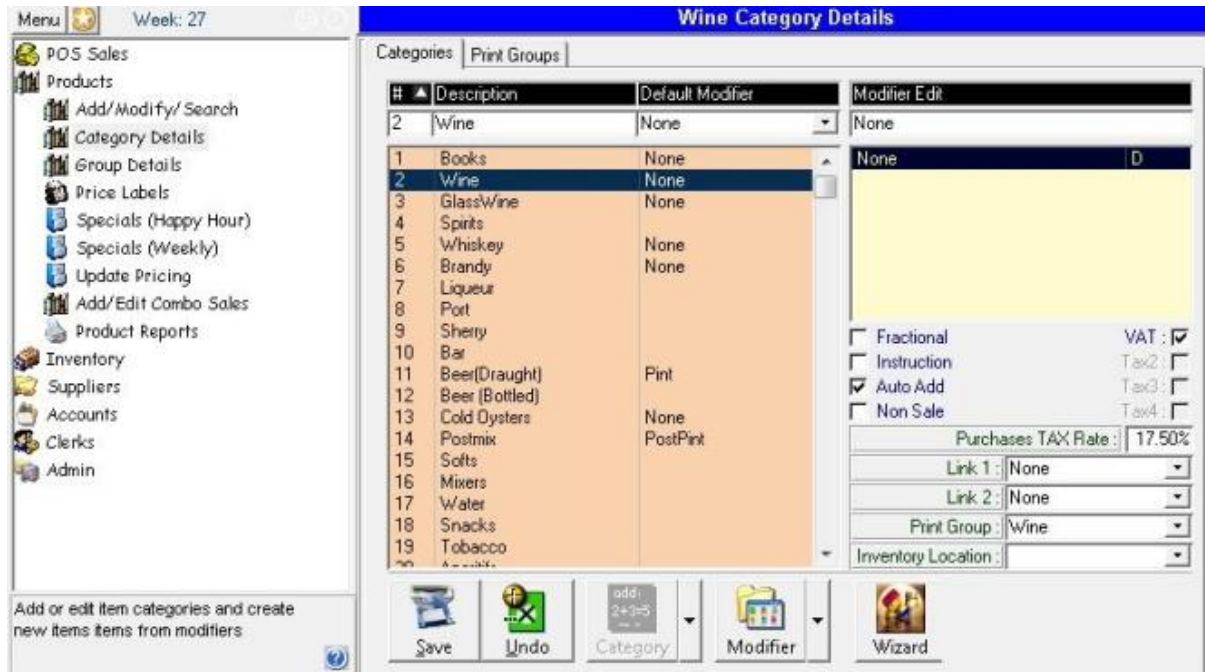 Menu Week: 27
POS Sales
Products
Add/Modify/Search
Category Details
Group Details
Price Labels
Specials (Happy Hour)
Specials (Weekly)
Update Pricing
Add/Edit Combo Sales
Product Reports
Inventory
Suppliers
Accounts
Clerks
Admin
Add or edit item categories and create
new items items from modifiers
Wine Category Details
Categories Print Groups
# Description Default Modifier
2 Wine None
1 Books None
2 Wine None
3 GlassWine None
4 Spirits
5 Whiskey None
6 Brandy None
7 Liqueur
8 Port
9 Sherry
10 Bar
11 Beer(Draught) Pint
12 Beer (Bottled)
13 Cold Oysters None
14 Postmix PostPint
15 Softs
16 Mixers
17 Water
18 Snacks
19 Tobacco
Modifier Edit
None
None D
Fractional VAT :
Instruction Tax2 :
Auto Add Tax3 :
Non Sale Tax4 :
Purchases TAX Rate : 17.50%
Link 1 : None
Link 2 : None
Print Group : Wine
Inventory Location :
Save Undo Category Modifier Wizard